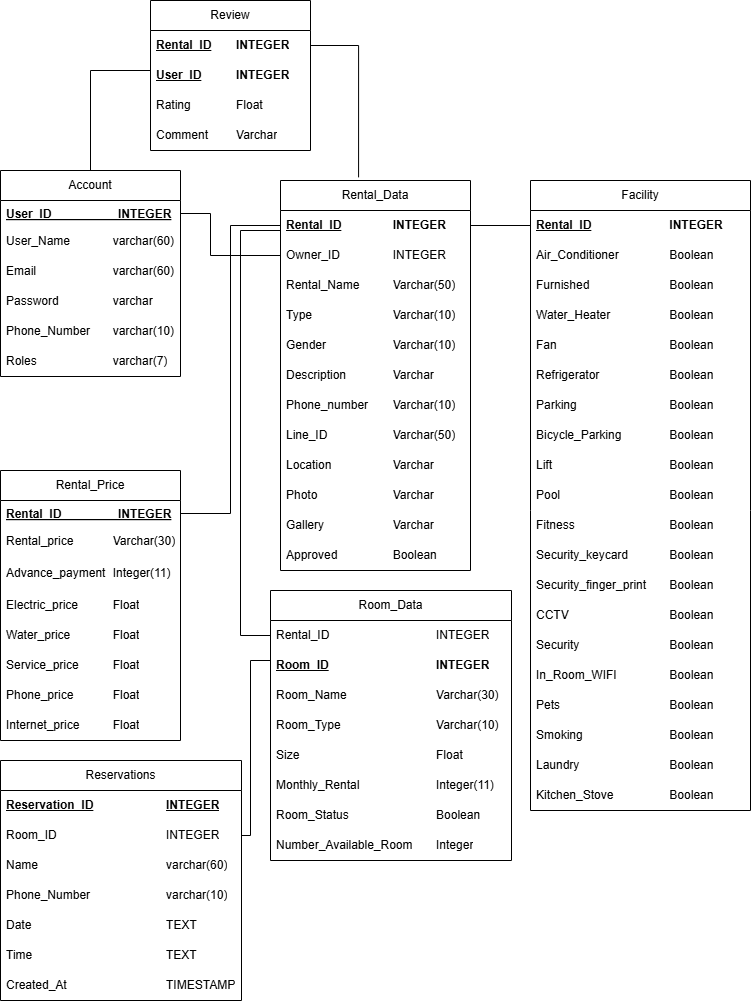 Review
Rental_ID INTEGER
User_ID INTEGER
Rating Float
Comment Varchar
Account
User_ID INTEGER
User_Name varchar(60)
Email varchar(60)
Password varchar
Phone_Number varchar(10)
Roles varchar(7)
Rental_Data
Rental_ID INTEGER
Owner_ID INTEGER
Rental_Name Varchar(50)
Type Varchar(10)
Gender Varchar(10)
Description Varchar
Phone_number Varchar(10)
Line_ID Varchar(50)
Location Varchar
Photo Varchar
Gallery Varchar
Approved Boolean
Facility
Rental_ID INTEGER
Air_Conditioner Boolean
Furnished Boolean
Water_Heater Boolean
Fan Boolean
Refrigerator Boolean
Parking Boolean
Bicycle_Parking Boolean
Lift Boolean
Pool Boolean
Fitness Boolean
Security_keycard Boolean
Security_finger_print Boolean
CCTV Boolean
Security Boolean
In_Room_WIFI Boolean
Pets Boolean
Smoking Boolean
Laundry Boolean
Kitchen_Stove Boolean
Rental_Price
Rental_ID INTEGER
Rental_price Varchar(30)
Advance_payment Integer(11)
Electric_price Float
Water_price Float
Service_price Float
Phone_price Float
Internet_price Float
Room_Data
Rental_ID INTEGER
Room_ID INTEGER
Room_Name Varchar(30)
Room_Type Varchar(10)
Size Float
Monthly_Rental Integer(11)
Room_Status Boolean
Number_Available_Room Integer
Reservations
Reservation_ID INTEGER
Room_ID INTEGER
Name varchar(60)
Phone_Number varchar(10)
Date TEXT
Time TEXT
Created_At TIMESTAMP